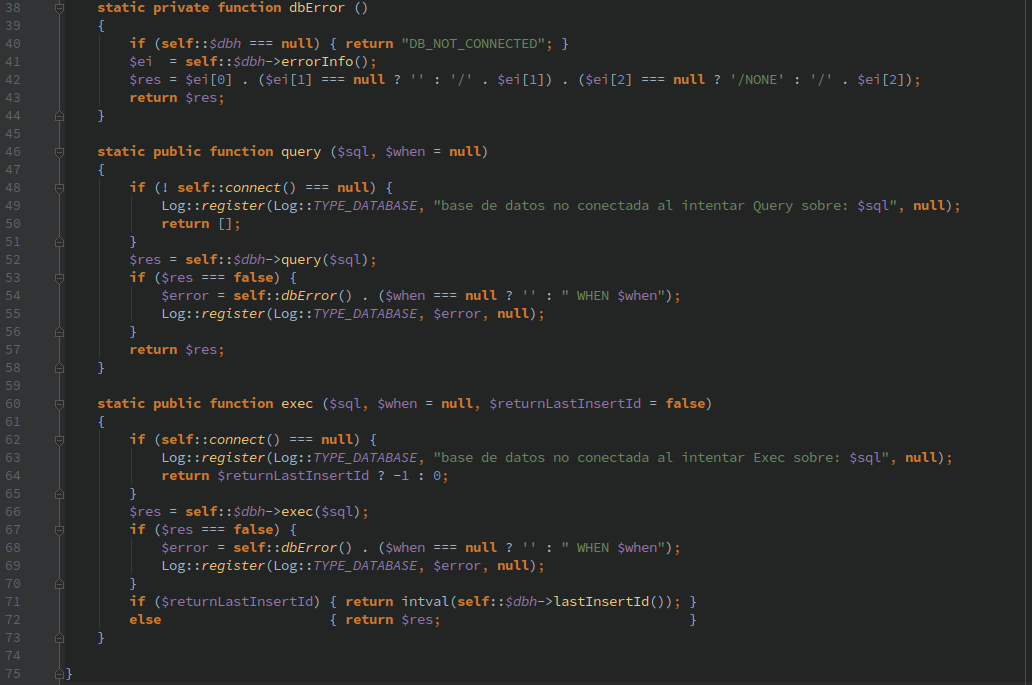 38 static private function dbError ()
39 {
40 if (self::$dbh === null) { return "DB_NOT_CONNECTED"; }
41 $ei  = self::$dbh->errorInfo();
42 $res = $ei[0] . ($ei[1] === null ? '' : '/' . $ei[1]) . ($ei[2] === null ? '/NONE' : '/' . $ei[2]);
43 return $res;
44 }
45
46 static public function query ($sql, $when = null)
47 {
48 if (! self::connect() === null) {
49 Log::register(Log::TYPE_DATABASE, "base de datos no conectada al intentar Query sobre: $sql", null);
50 return [];
51 }
52 $res = self::$dbh->query($sql);
53 if ($res === false) {
54 $error = self::dbError() . ($when === null ? '' : " WHEN $when");
55 Log::register(Log::TYPE_DATABASE, $error, null);
56 }
57 return $res;
58 }
59
60 static public function exec ($sql, $when = null, $returnLastInsertId = false)
61 {
62 if (self::connect() === null) {
63 Log::register(Log::TYPE_DATABASE, "base de datos no conectada al intentar Exec sobre: $sql", null);
64 return $returnLastInsertId ? -1 : 0;
65 }
66 $res = self::$dbh->exec($sql);
67 if ($res === false) {
68 $error = self::dbError() . ($when === null ? '' : " WHEN $when");
69 Log::register(Log::TYPE_DATABASE, $error, null);
70 }
71 if ($returnLastInsertId) { return intval(self::$dbh->lastInsertId()); }
72 else                     { return $res;                               }
73 }
74
75 }